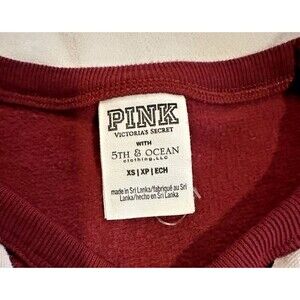 PINK
VICTORIA'S SECRET
WITH
5TH & OCEAN
clothing, LLC
XS | XP | ECH
made in Sri Lanka/fabriqué au Sri
Lanka/hecho en Sri Lanka